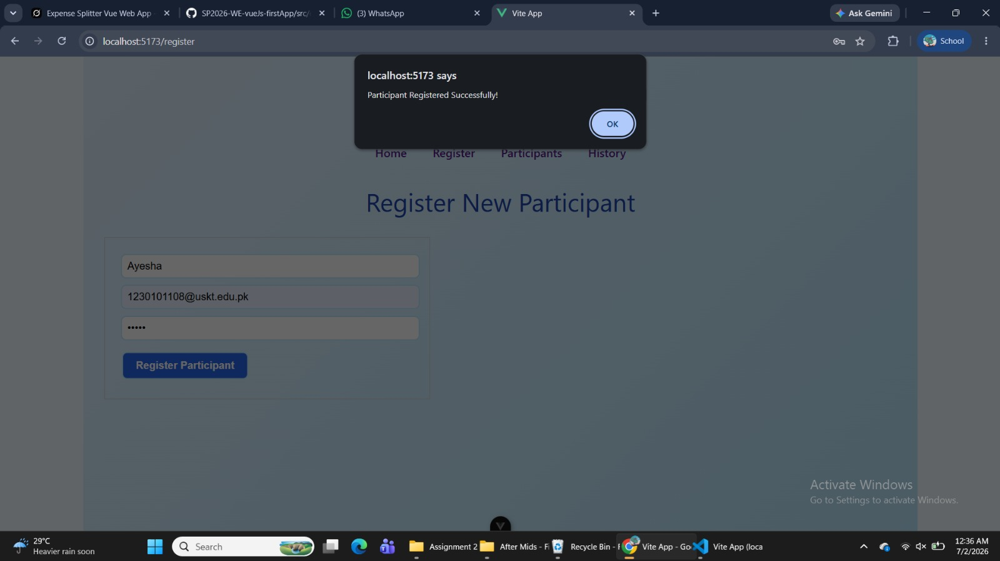 Expense Splitter Vue Web App
SP2026-WE-vueJs-firstApp/src/
(3) WhatsApp
Vite App
Ask Gemini
localhost:5173/register
School
localhost:5173 says
Participant Registered Successfully!
OK
Home
Register
Participants
History
Register New Participant
Ayesha
1230101108@uskt.edu.pk
•••••
Register Participant
Activate Windows
Go to Settings to activate Windows.
29°C
Heavier rain soon
Search
Assignment 2
After Mids - Fi
Recycle Bin - F
Vite App - Goo
Vite App (loca
12:36 AM
7/2/2026